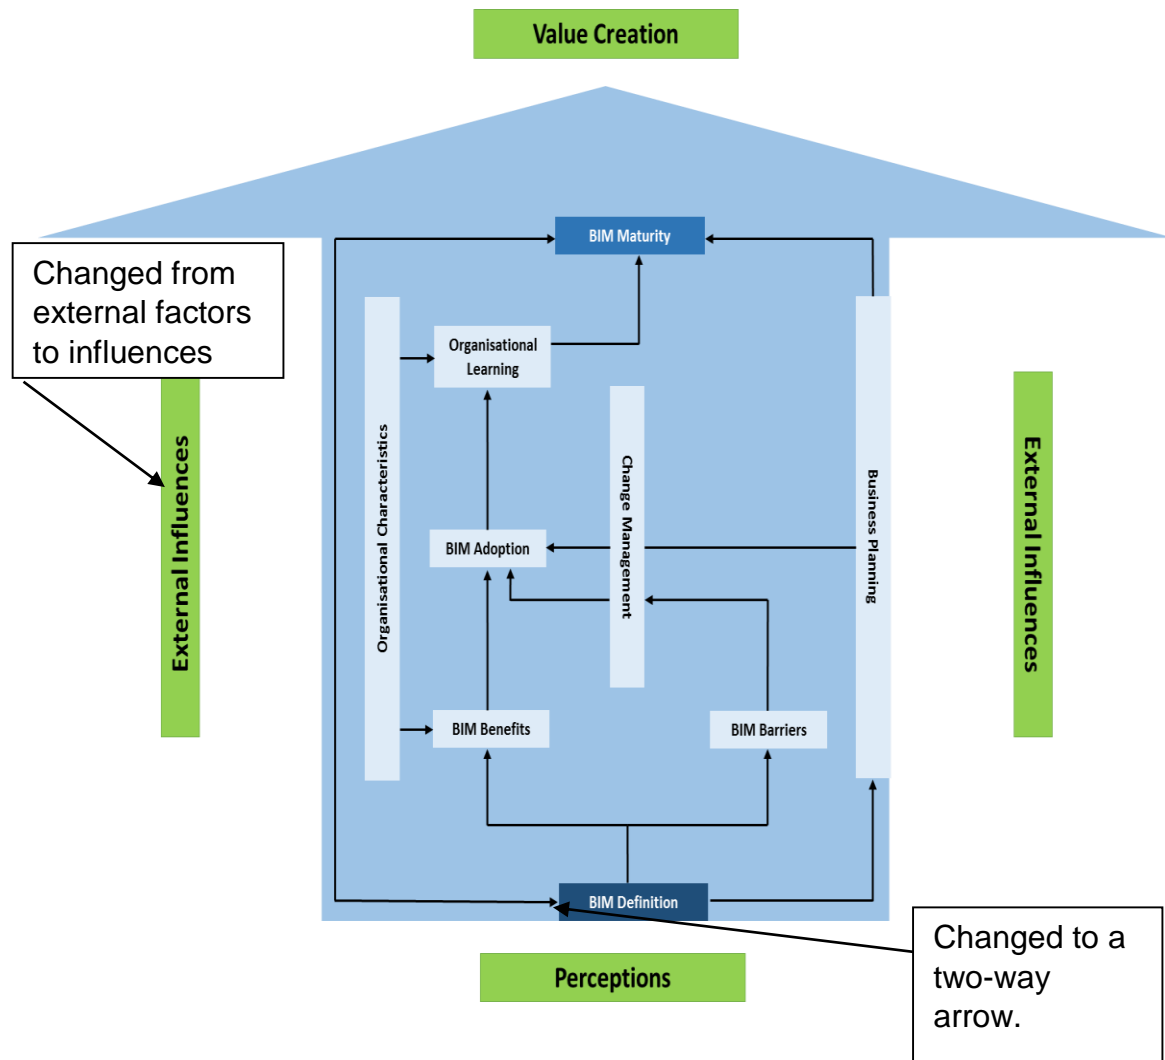 Value Creation
BIM Maturity
Changed from
external factors
to influences
Organisational
Learning
External Influences
Organisational Characteristics
Change Management
Business Planning
External Influences
BIM Adoption
BIM Benefits
BIM Barriers
BIM Definition
Changed to a
two-way
arrow.
Perceptions